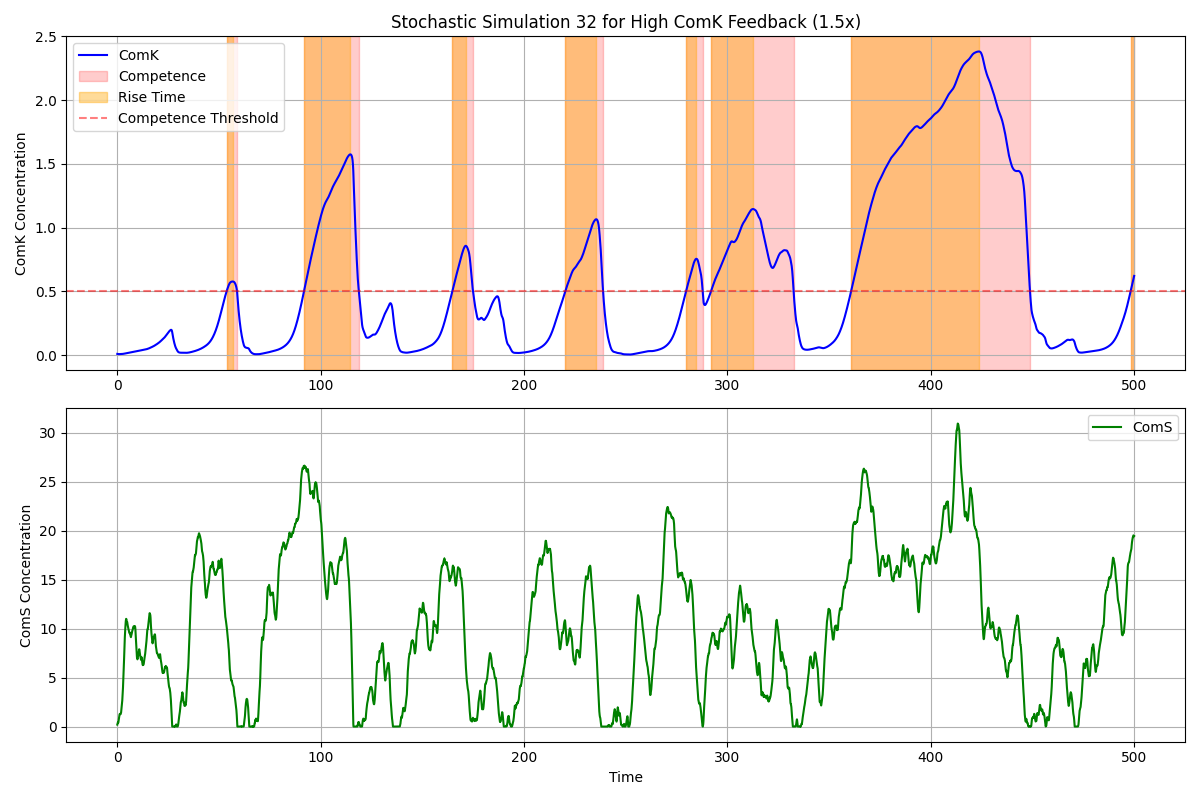 Stochastic Simulation 32 for High ComK Feedback (1.5x)
ComK Concentration
2.5
2.0
1.5
1.0
0.5
0.0
ComK
Competence
Rise Time
Competence Threshold
0 100 200 300 400 500
ComS Concentration
30
25
20
15
10
5
0
ComS
0 100 200 300 400 500
Time